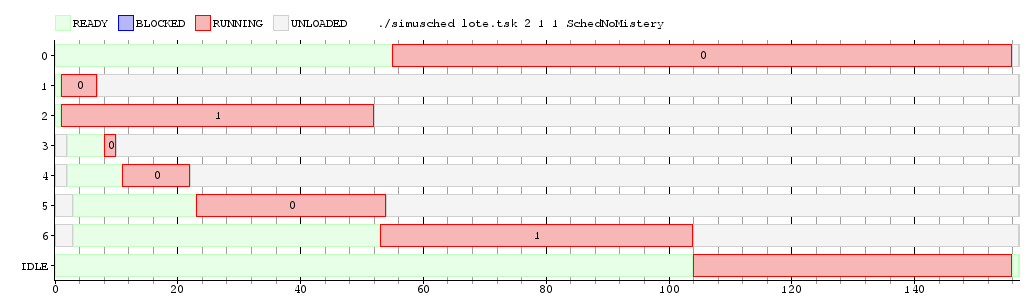 READY BLOCKED RUNNING UNLOADED ./simusched lote.tsk 2 1 1 SchedNoMistery
0 0
1 0
2 1
3 0
4 0
5 0
6 1
IDLE
0 20 40 60 80 100 120 140